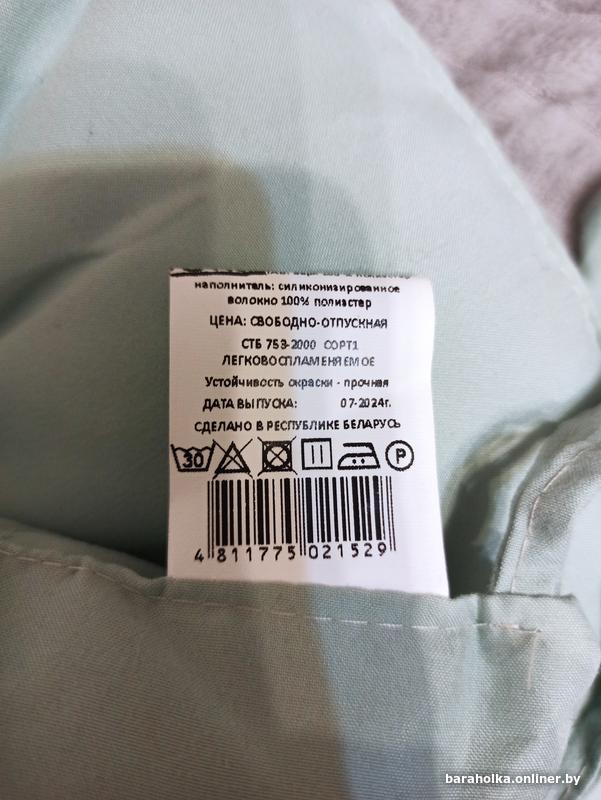 наполнитель: силиконизированное
волокно 100% полиэстер
ЦЕНА: СВОБОДНО-ОТПУСКНАЯ
СТБ 753-2000 СОРТ1
ЛЕГКОВОСПЛАМЕНЯЕМОЕ
Устойчивость окраски - прочная
ДАТА ВЫПУСКА: 07-2024г.
СДЕЛАНО В РЕСПУБЛИКЕ БЕЛАРУСЬ
30 P
4 811775 021529
baraholka.onliner.by